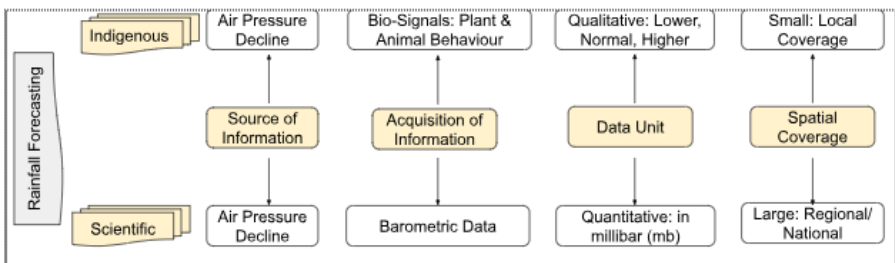 Indigenous
Air Pressure
Decline
Bio-Signals: Plant &
Animal Behaviour
Qualitative: Lower,
Normal, Higher
Small: Local
Coverage
Rainfall Forecasting
Source of
Information
Acquisition of
Information
Data Unit
Spatial
Coverage
Scientific
Air Pressure
Decline
Barometric Data
Quantitative: in
millibar (mb)
Large: Regional/
National